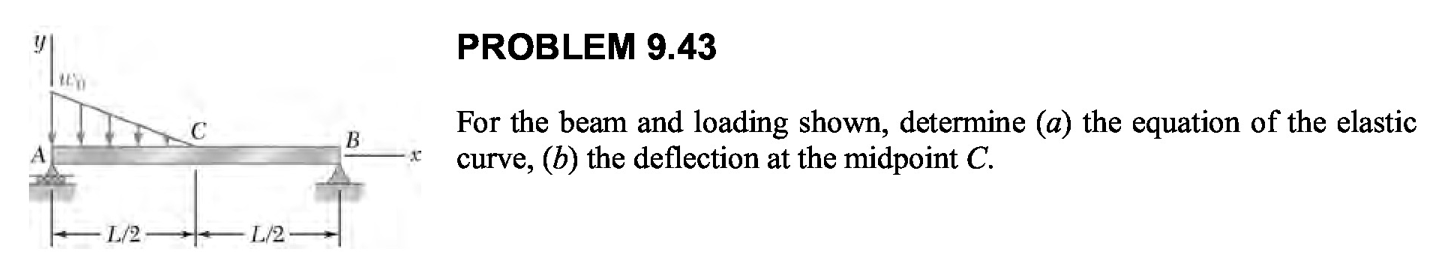 PROBLEM 9.43
For the beam and loading shown, determine (a) the equation of the elastic
curve, (b) the deflection at the midpoint C.
y
w₀
C
B
A
x
L/2
L/2